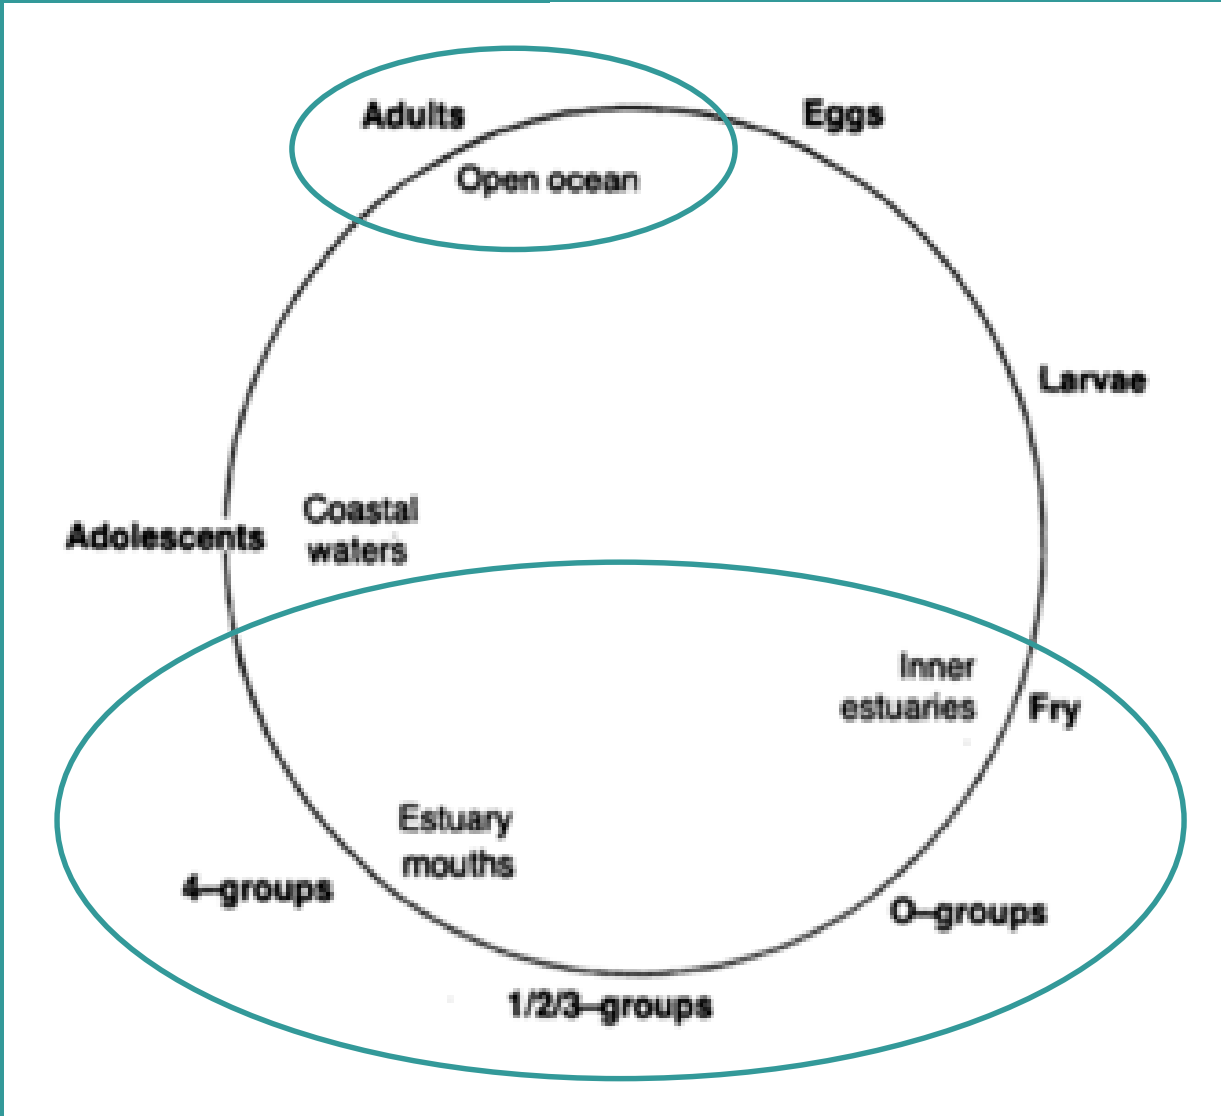 Adults
Eggs
Open ocean
Larvae
Coastal
waters
Adolescents
Inner
estuaries
Fry
Estuary
mouths
4–groups
O–groups
1/2/3–groups